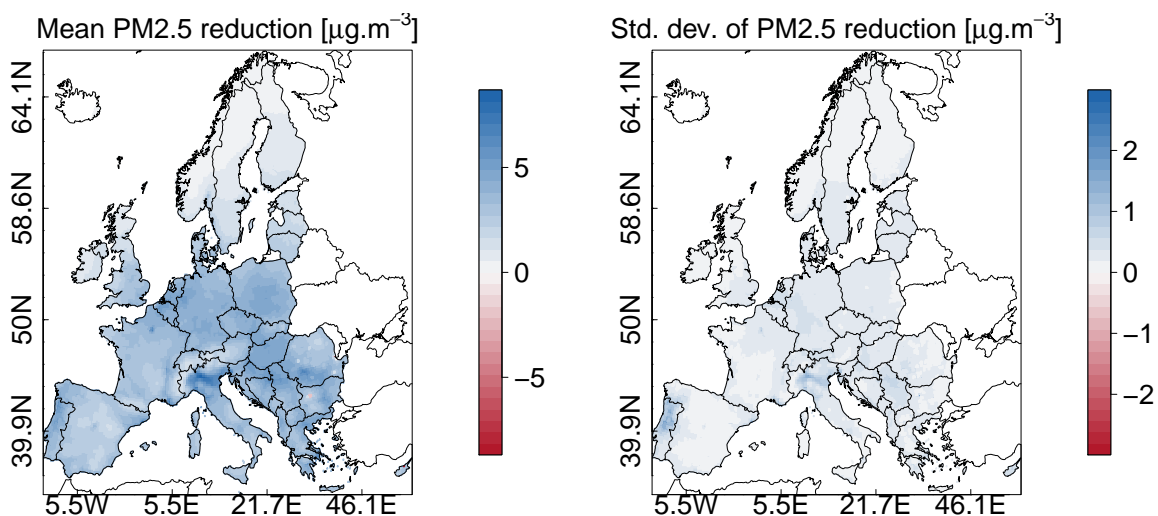 Mean PM2.5 reduction [μg.m⁻³]
64.1N
58.6N
50N
39.9N
5.5W 5.5E 21.7E 46.1E
5
0
−5
Std. dev. of PM2.5 reduction [μg.m⁻³]
64.1N
58.6N
50N
39.9N
5.5W 5.5E 21.7E 46.1E
2
1
0
−1
−2